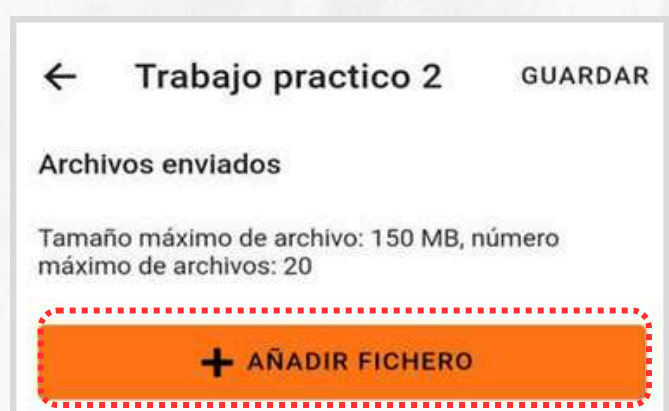 Trabajo practico 2 GUARDAR
Archivos enviados
Tamaño máximo de archivo: 150 MB, número
máximo de archivos: 20
AÑADIR FICHERO